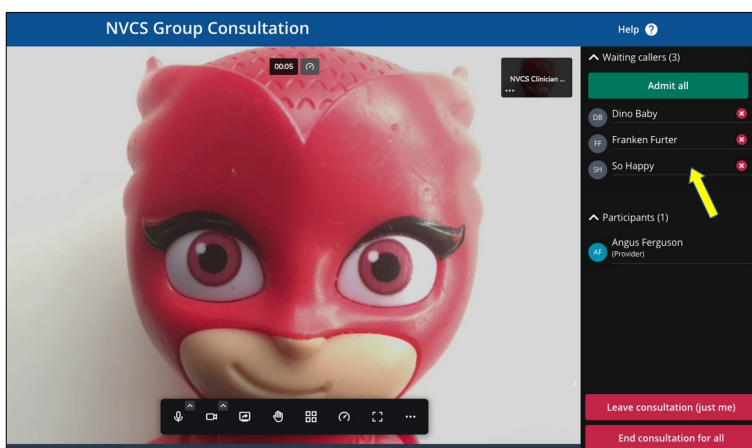 NVCS Group Consultation
Help ?
00:05
NVCS Clinician ...
Waiting callers (3)
Admit all
DB Dino Baby
FF Franken Furter
SH So Happy
Participants (1)
AF Angus Ferguson
(Provider)
Leave consultation (just me)
End consultation for all